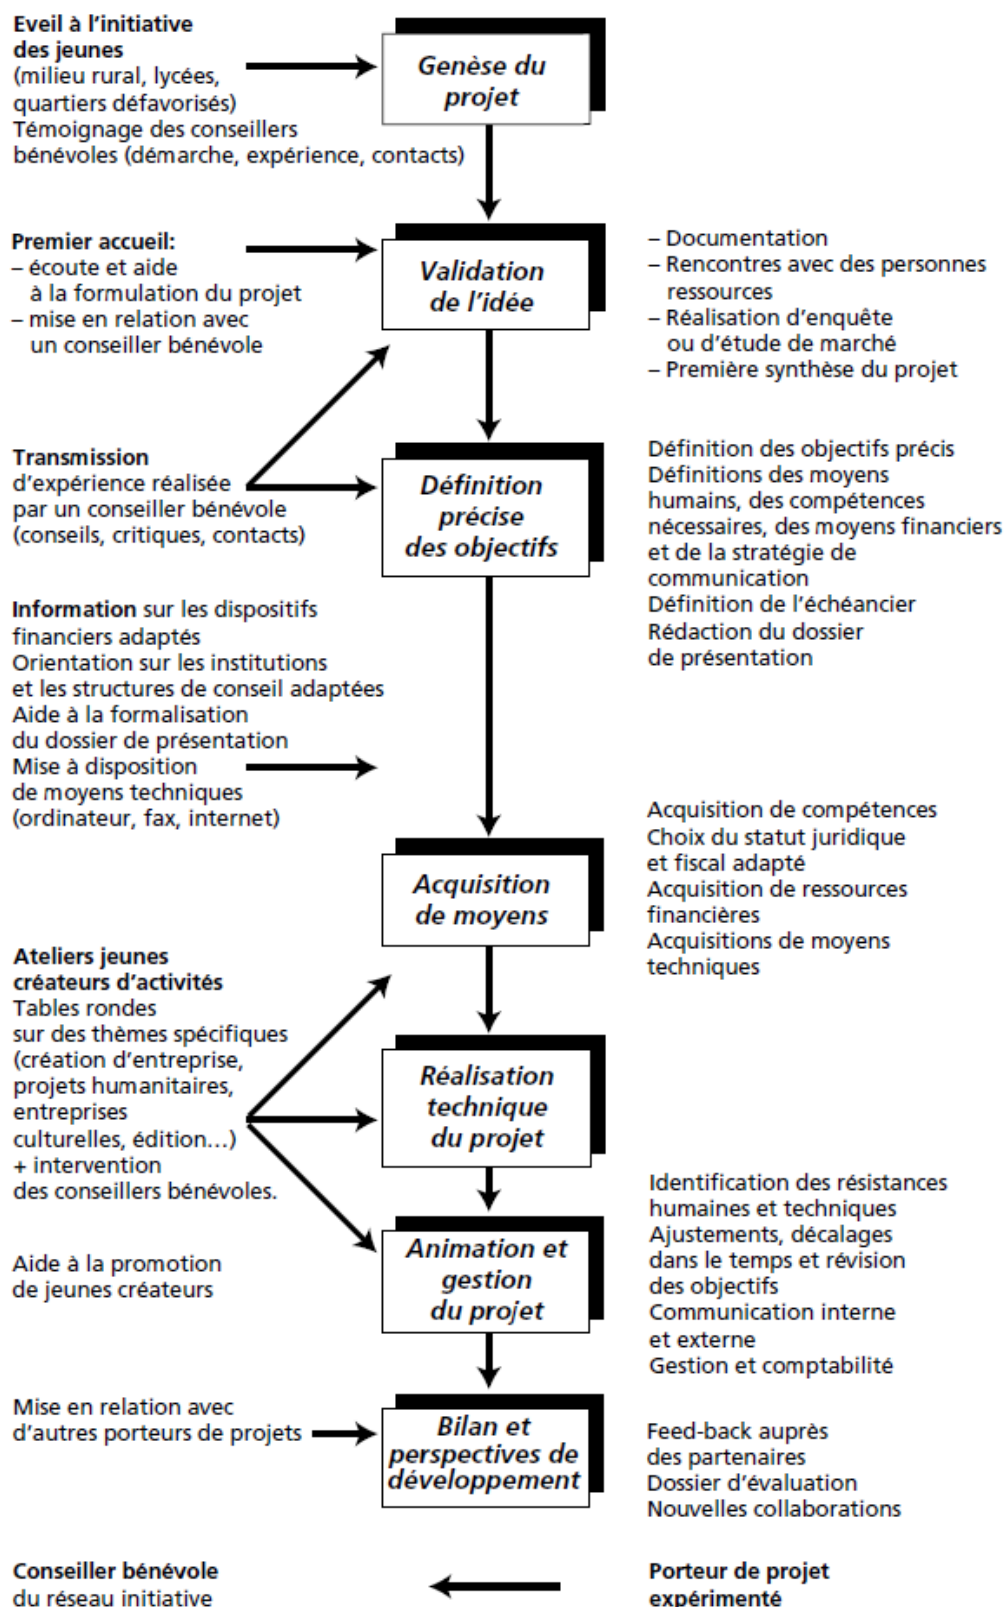 Eveil à l’initiative
des jeunes
(milieu rural, lycées,
quartiers défavorisés)
Témoignage des conseillers
bénévoles (démarche, expérience, contacts)
Genèse du
projet
Premier accueil:
– écoute et aide
à la formulation du projet
– mise en relation avec
un conseiller bénévole
Validation
de l’idée
– Documentation
– Rencontres avec des personnes
ressources
– Réalisation d’enquête
ou d’étude de marché
– Première synthèse du projet
Transmission
d’expérience réalisée
par un conseiller bénévole
(conseils, critiques, contacts)
Définition
précise
des objectifs
Définition des objectifs précis
Définitions des moyens
humains, des compétences
nécessaires, des moyens financiers
et de la stratégie de
communication
Définition de l’échéancier
Rédaction du dossier
de présentation
Information sur les dispositifs
financiers adaptés
Orientation sur les institutions
et les structures de conseil adaptées
Aide à la formalisation
du dossier de présentation
Mise à disposition
de moyens techniques
(ordinateur, fax, internet)
Acquisition
de moyens
Acquisition de compétences
Choix du statut juridique
et fiscal adapté
Acquisition de ressources
financières
Acquisitions de moyens
techniques
Ateliers jeunes
créateurs d’activités
Tables rondes
sur des thèmes spécifiques
(création d’entreprise,
projets humanitaires,
entreprises
culturelles, édition...)
+ intervention
des conseillers bénévoles.
Réalisation
technique
du projet
Aide à la promotion
de jeunes créateurs
Animation et
gestion
du projet
Identification des résistances
humaines et techniques
Ajustements, décalages
dans le temps et révision
des objectifs
Communication interne
et externe
Gestion et comptabilité
Mise en relation avec
d’autres porteurs de projets
Bilan et
perspectives de
développement
Feed-back auprès
des partenaires
Dossier d’évaluation
Nouvelles collaborations
Conseiller bénévole
du réseau initiative
Porteur de projet
expérimenté